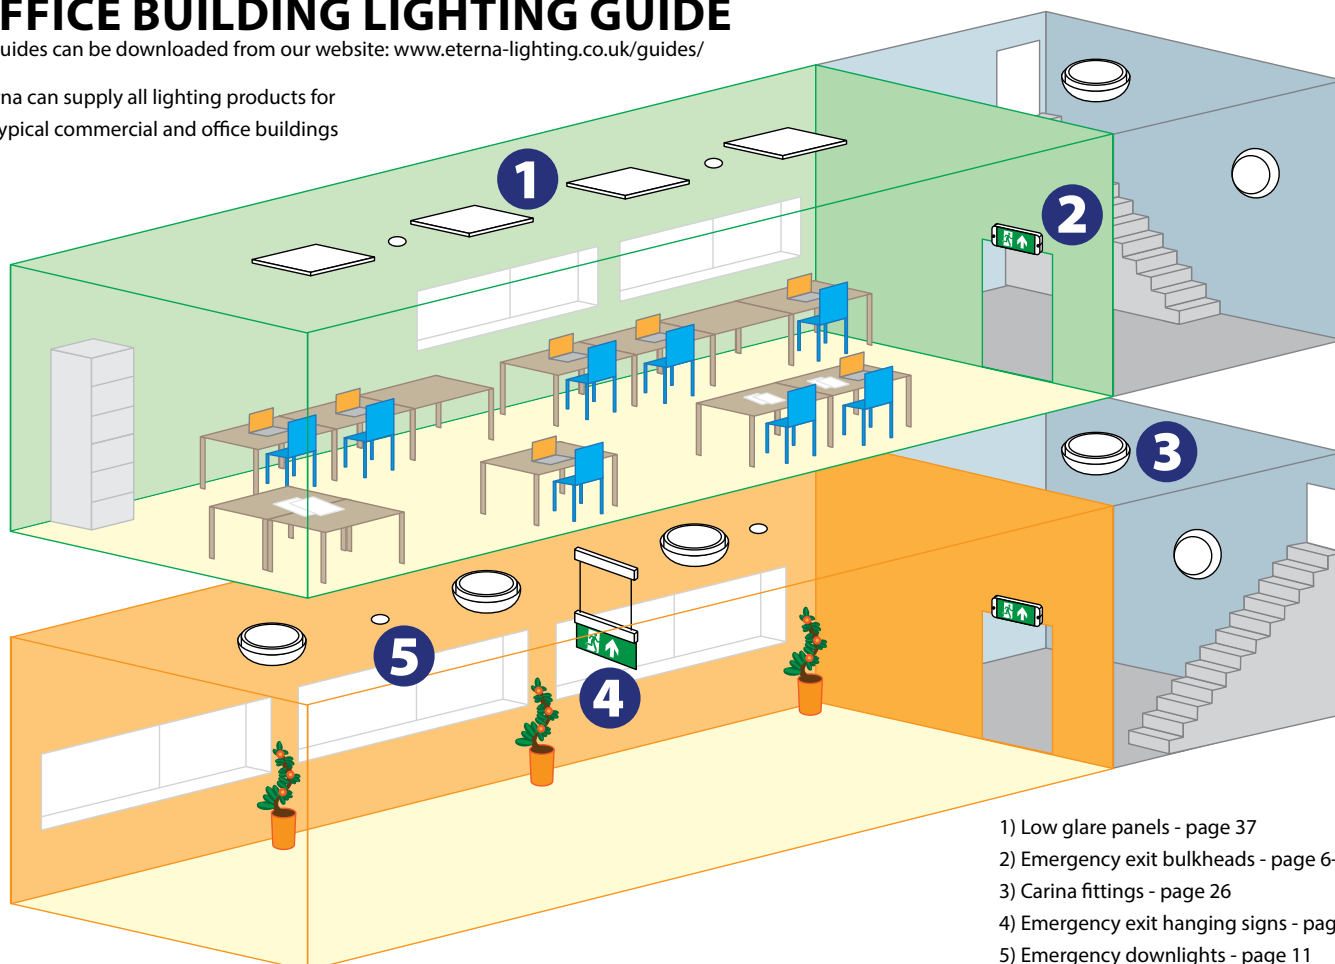 FFICE BUILDING LIGHTING GUIDE
uides can be downloaded from our website: www.eterna-lighting.co.uk/guides/
rna can supply all lighting products for
ypical commercial and office buildings
1
2
3
5
4
1) Low glare panels - page 37
2) Emergency exit bulkheads - page 6-
3) Carina fittings - page 26
4) Emergency exit hanging signs - pag
5) Emergency downlights - page 11